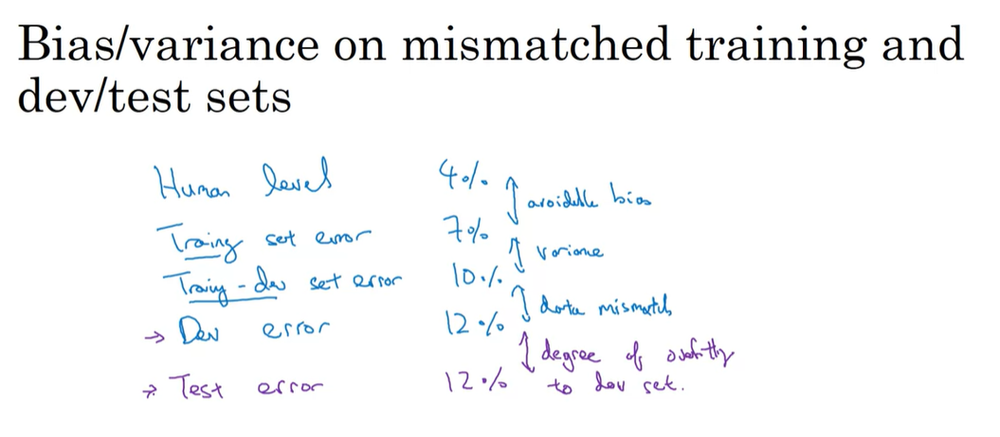 Bias/variance on mismatched training and
dev/test sets
Human level 4%
avoidable bias
Training set error 7%
variance
Training-dev set error 10%
data mismatch
→ Dev error 12%
degree of overfitting
→ Test error 12% to dev set.